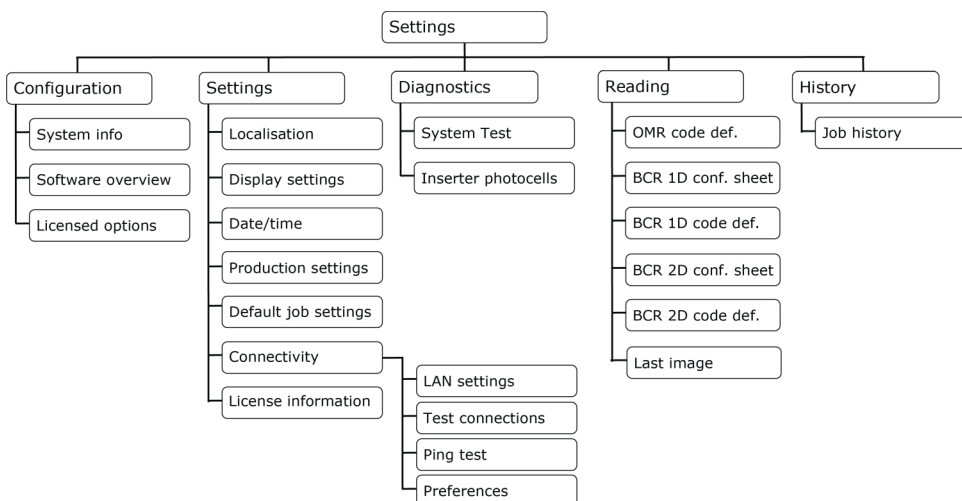 Settings
Configuration
System info
Software overview
Licensed options
Settings
Localisation
Display settings
Date/time
Production settings
Default job settings
Connectivity
LAN settings
Test connections
Ping test
Preferences
License information
Diagnostics
System Test
Inserter photocells
Reading
OMR code def.
BCR 1D conf. sheet
BCR 1D code def.
BCR 2D conf. sheet
BCR 2D code def.
Last image
History
Job history